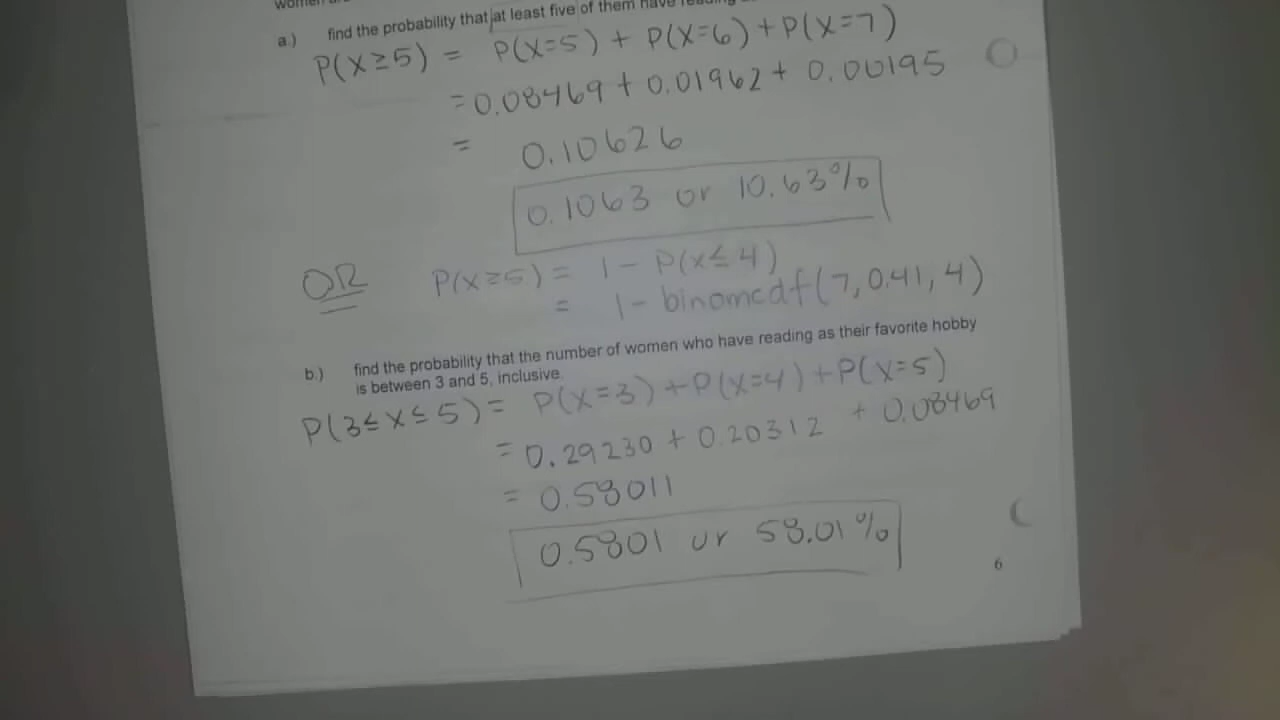 women
a.) find the probability that at least five of them have
P(X≥5) = P(X=5) + P(X=6) + P(X=7)
= 0.08469 + 0.01962 + 0.00195
= 0.10626
0.1063 or 10.63%
OR P(X≥5) = 1 - P(X≤4)
= 1 - binomcdf(7, 0.41, 4)
b.) find the probability that the number of women who have reading as their favorite hobby
is between 3 and 5, inclusive.
P(3≤X≤5) = P(X=3) + P(X=4) + P(X=5)
= 0.29230 + 0.20312 + 0.08469
= 0.58011
0.5801 or 58.01%
6